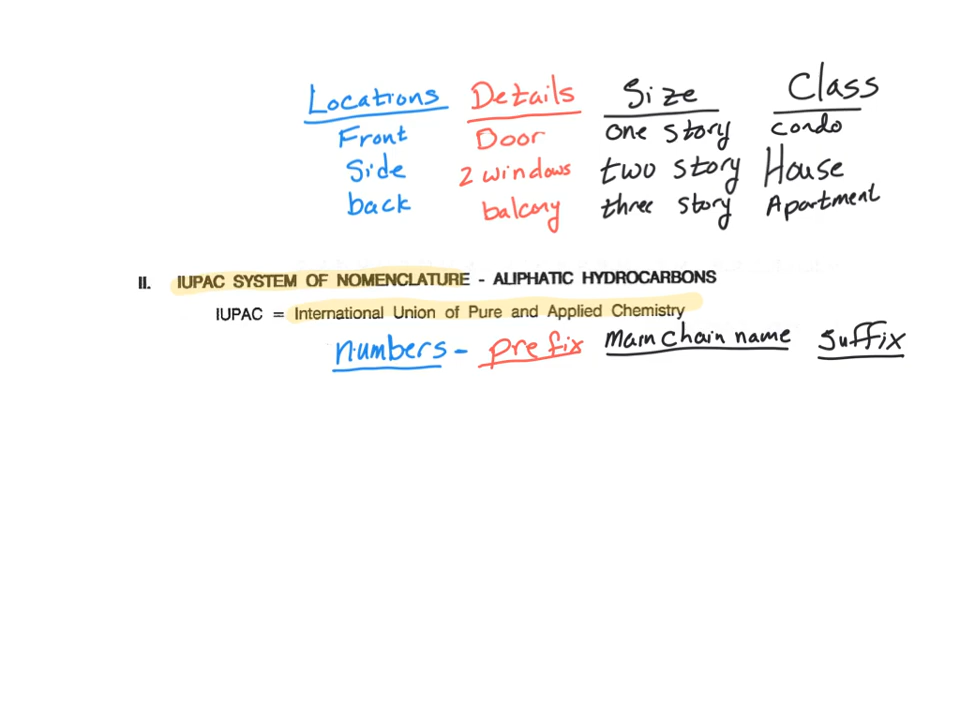 Locations Details Size Class
Front Door one story condo
Side 2 windows two story House
back balcony three story Apartment
II. IUPAC SYSTEM OF NOMENCLATURE - ALIPHATIC HYDROCARBONS
IUPAC = International Union of Pure and Applied Chemistry
numbers - prefix main chain name suffix